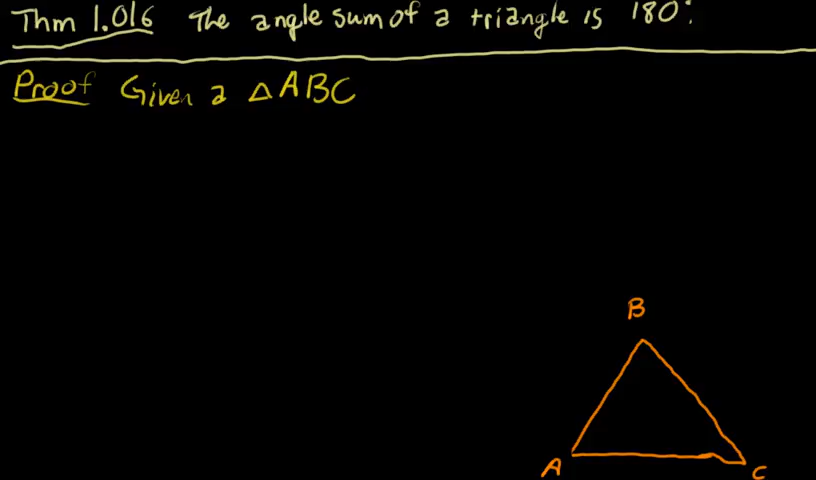 Thm 1.016 The angle sum of a triangle is 180°.
Proof Given a △ABC
B
A
C